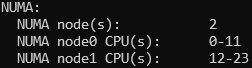 NUMA:
  NUMA node(s):          2
  NUMA node0 CPU(s):     0-11
  NUMA node1 CPU(s):     12-23